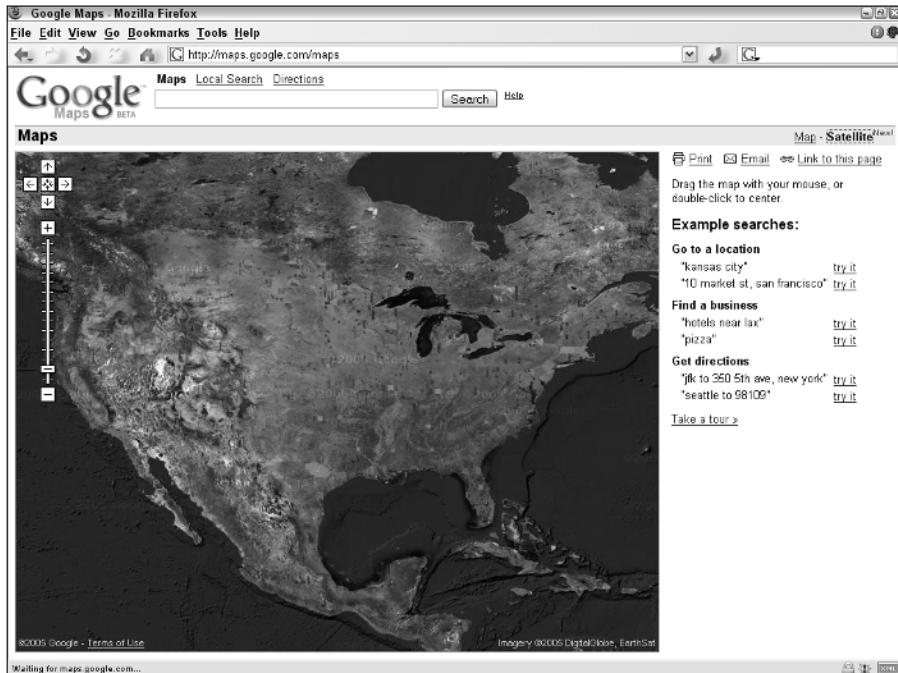 Google Maps - Mozilla Firefox
File Edit View Go Bookmarks Tools Help
http://maps.google.com/maps
Maps Local Search Directions
Google
Maps BETA
Search Help
Maps
Map - Satellite New!
Print Email Link to this page
Drag the map with your mouse, or
double-click to center.
Example searches:
Go to a location
"kansas city" try it
"10 market st, san francisco" try it
Find a business
"hotels near lax" try it
"pizza" try it
Get directions
"jfk to 350 5th ave, new york" try it
"seattle to 98109" try it
Take a tour »
©2005 Google - Terms of Use
Imagery ©2005 DigitalGlobe, EarthSat
Waiting for maps.google.com...
XML